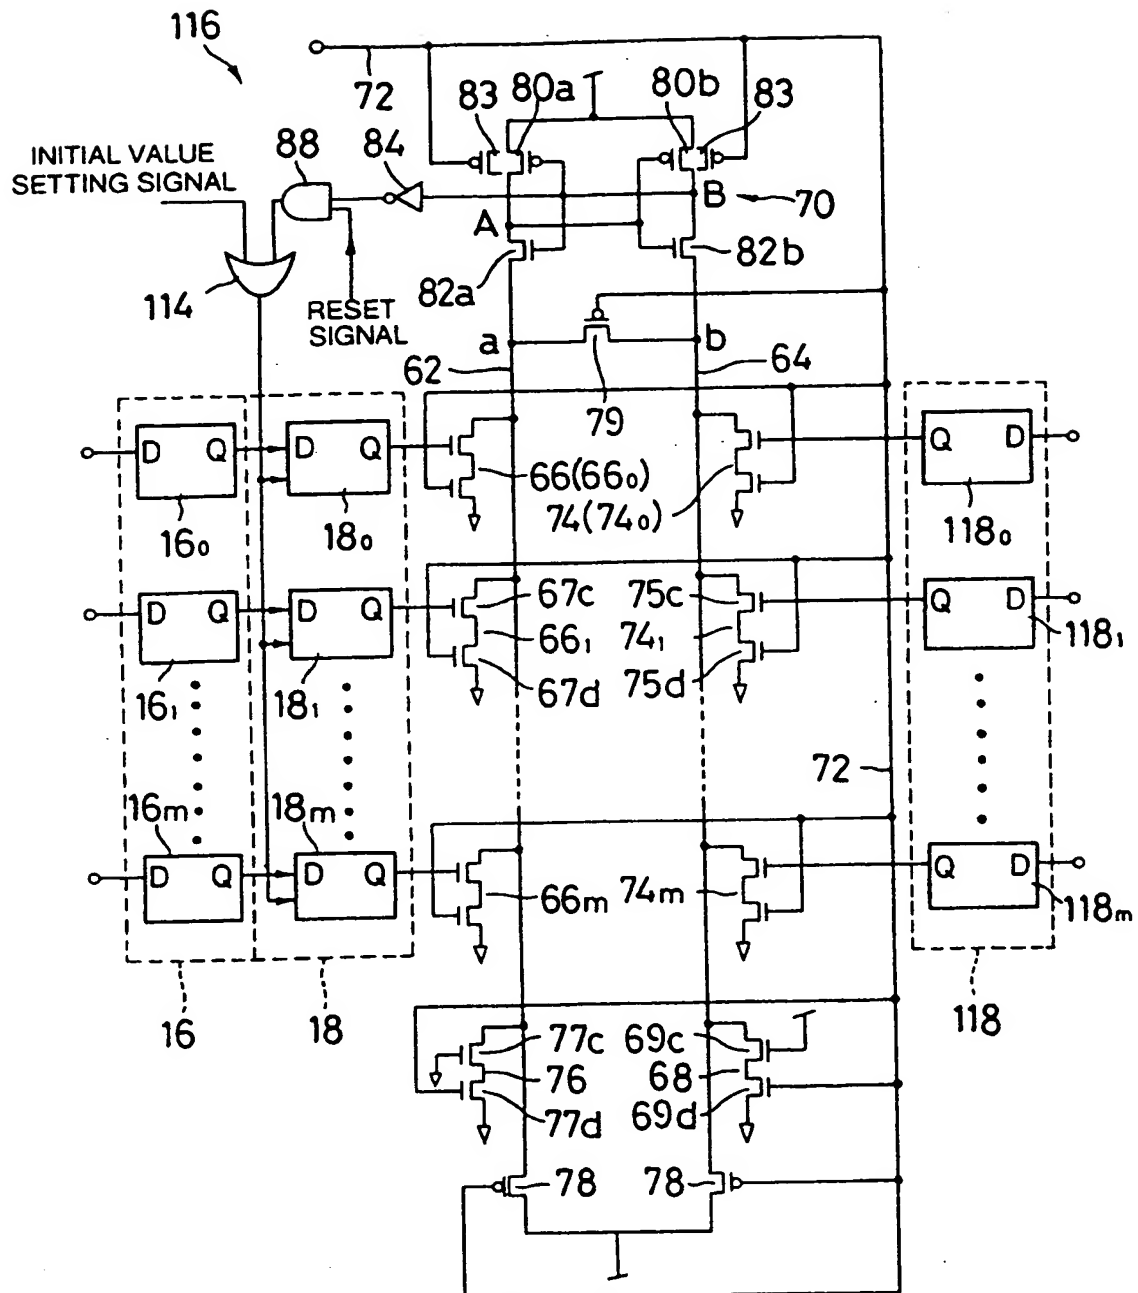 116
72
83 80a 80b 83
INITIAL VALUE
SETTING SIGNAL
88 84
B 70
A
82a 82b
114
RESET
SIGNAL
a b
62 64
79
D Q D Q Q D
66(66₀)
74(74₀)
16₀ 18₀ 118₀
D Q D Q 67c 75c Q D
66₁ 74₁
16₁ 18₁ 67d 75d 118₁
72
16m 18m
D Q D Q Q D
66m 74m 118m
16 18 118
77c 69c
76 68
77d 69d
78 78